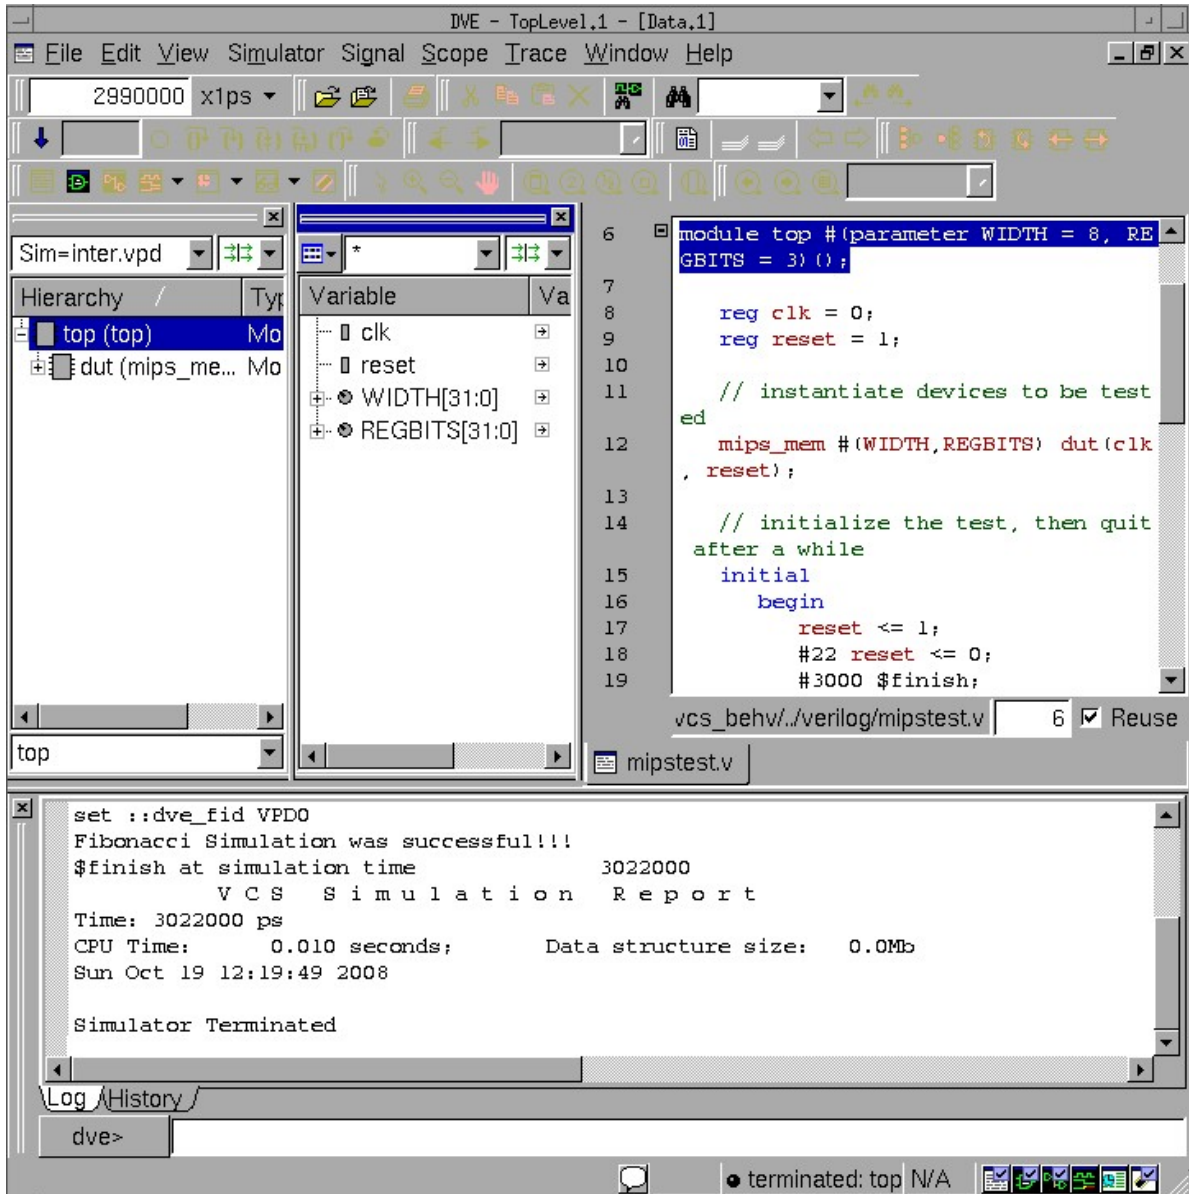 DVE - TopLevel.1 - [Data.1]
File Edit View Simulator Signal Scope Trace Window Help
2990000 x1ps
Sim=inter.vpd
Hierarchy / Typ
top (top) Mo
dut (mips_me... Mo
top
*
Variable Va
clk
reset
WIDTH[31:0]
REGBITS[31:0]
6 module top #(parameter WIDTH = 8, RE
GBITS = 3)();
7
8 reg clk = 0;
9 reg reset = 1;
10
11 // instantiate devices to be test
ed
12 mips_mem #(WIDTH,REGBITS) dut(clk
, reset);
13
14 // initialize the test, then quit
after a while
15 initial
16 begin
17 reset <= 1;
18 #22 reset <= 0;
19 #3000 $finish;
vcs_behv/../verilog/mipstest.v 6 Reuse
mipstest.v
set ::dve_fid VPD0
Fibonacci Simulation was successful!!!
$finish at simulation time 3022000
V C S S i m u l a t i o n R e p o r t
Time: 3022000 ps
CPU Time: 0.010 seconds; Data structure size: 0.0Mb
Sun Oct 19 12:19:49 2008
Simulator Terminated
Log History
dve>
terminated: top N/A